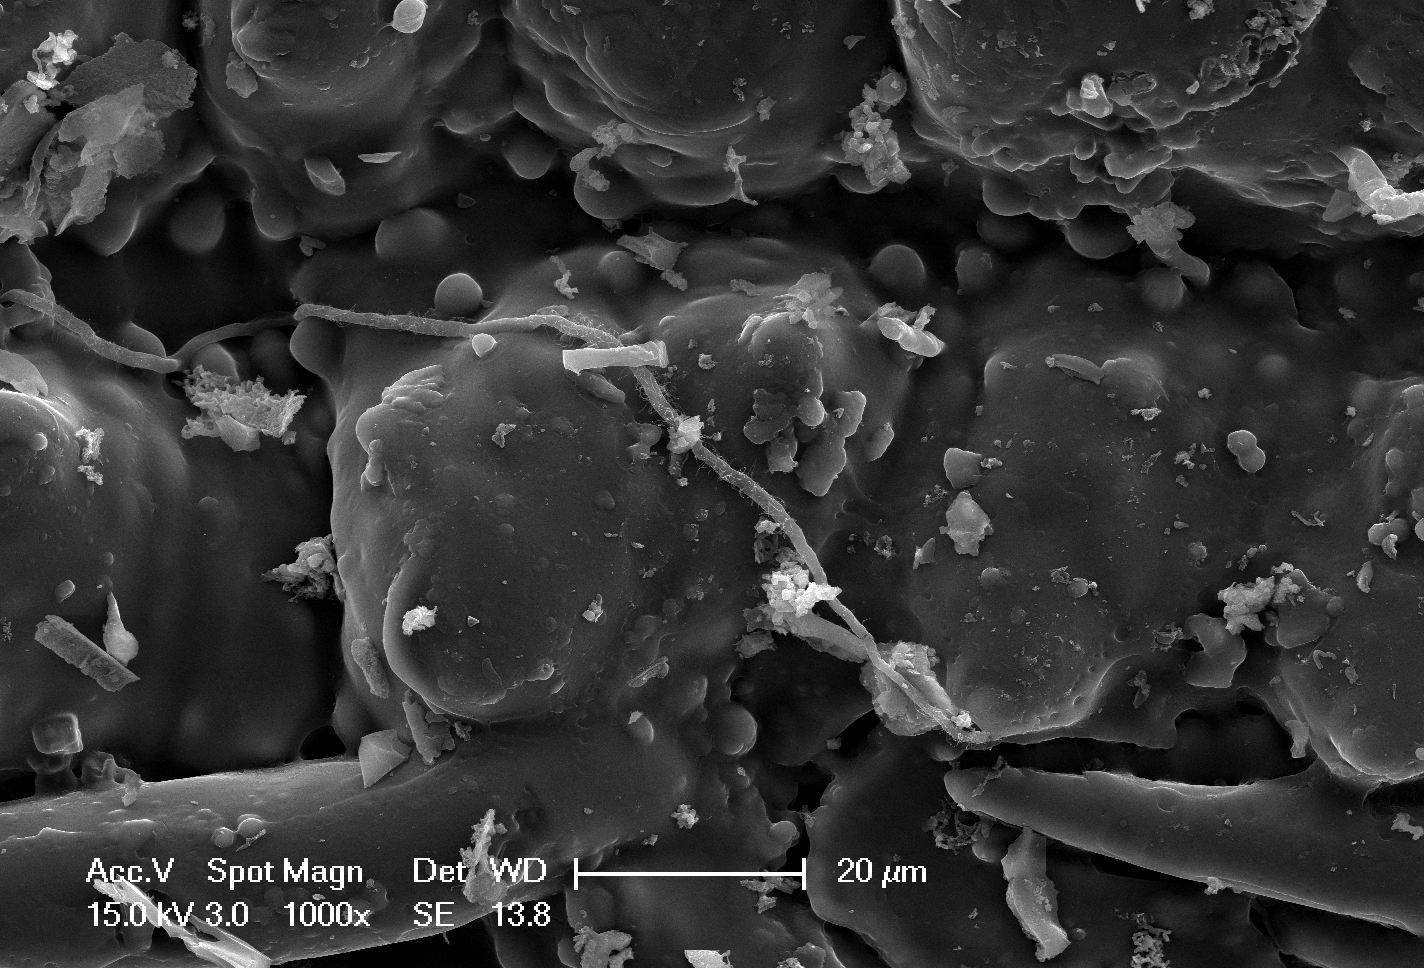 Acc.V Spot Magn Det WD 20 µm
15.0 kV 3.0 1000x SE 13.8